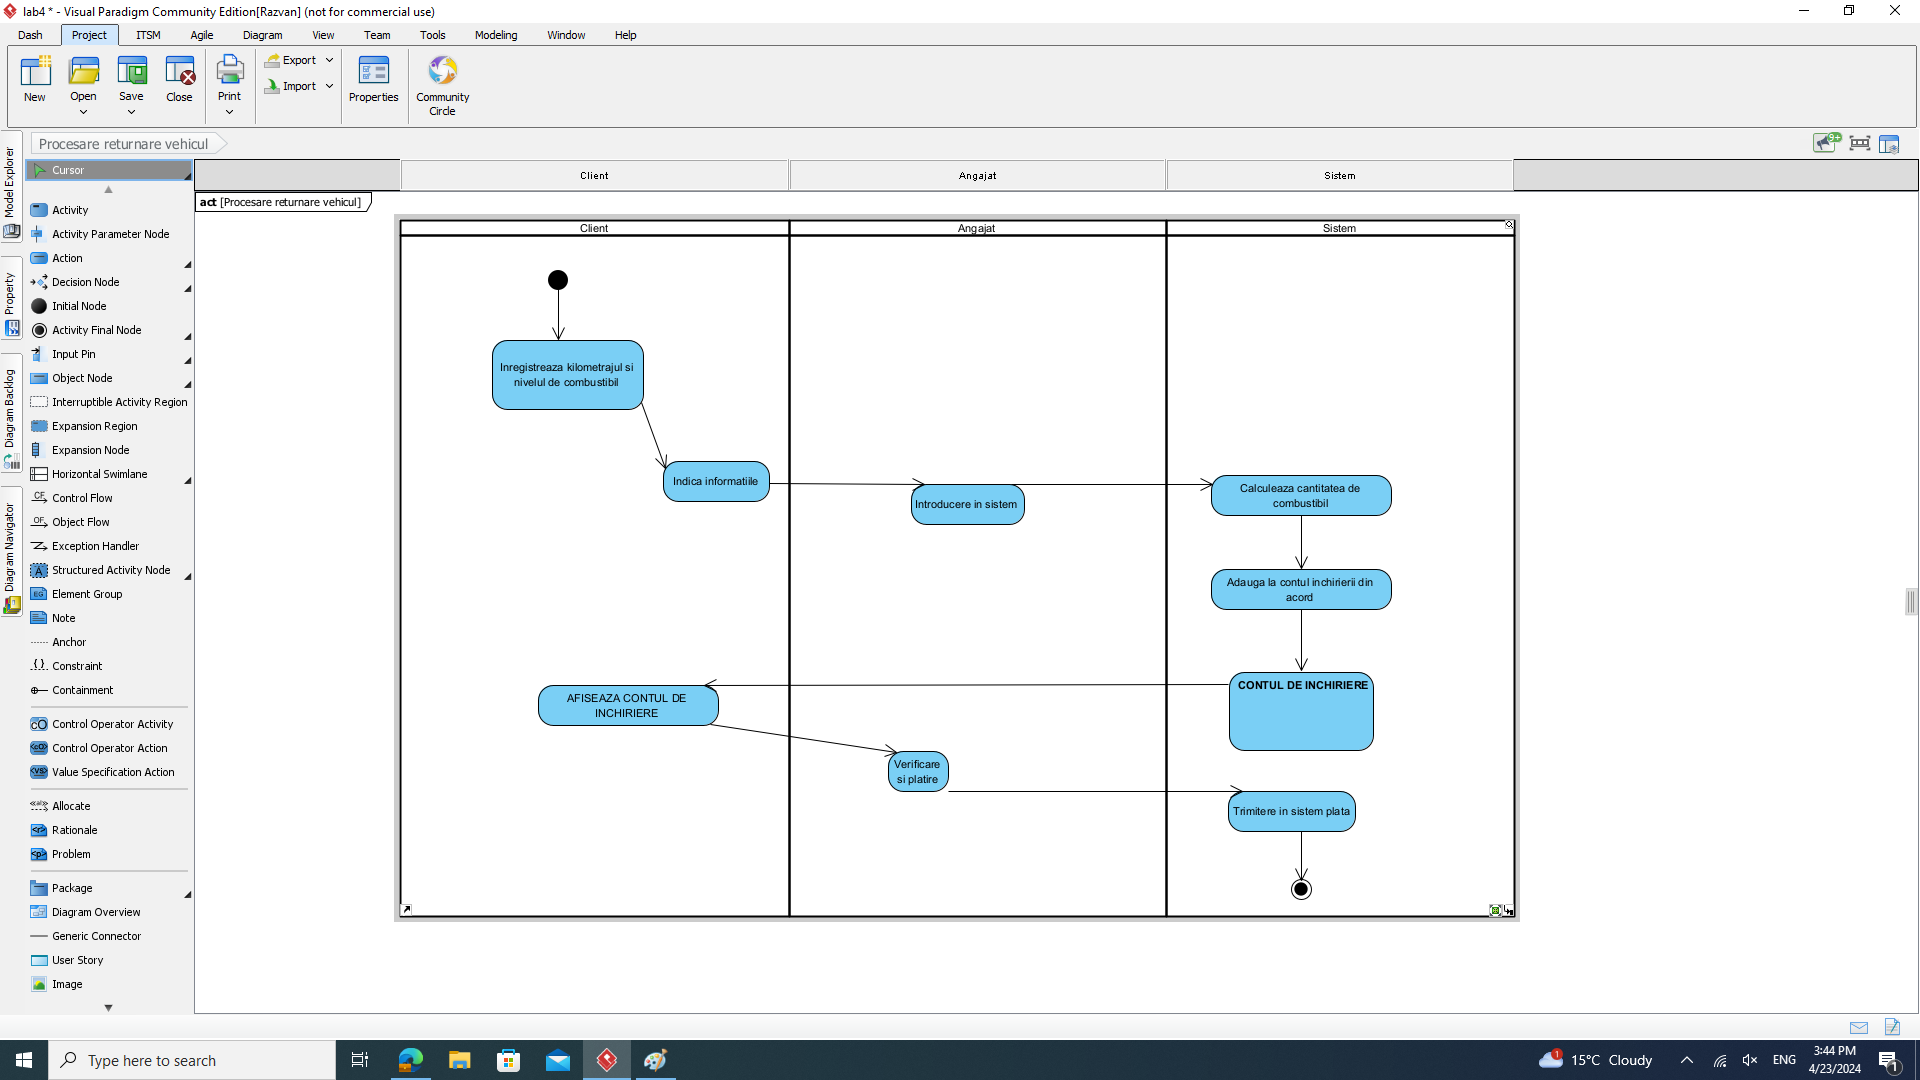 lab4 * - Visual Paradigm Community Edition[Razvan] (not for commercial use)
Dash Project ITSM Agile Diagram View Team Tools Modeling Window Help
New Open Save Close Print Export Import Properties Community Circle
Procesare returnare vehicul
9+
Model Explorer
Property
Diagram Backlog
Diagram Navigator
Cursor
Activity
Activity Parameter Node
Action
Decision Node
Initial Node
Activity Final Node
Input Pin
Object Node
Interruptible Activity Region
Expansion Region
Expansion Node
Horizontal Swimlane
Control Flow
Object Flow
Exception Handler
Structured Activity Node
Element Group
Note
Anchor
Constraint
Containment
Control Operator Activity
Control Operator Action
Value Specification Action
Allocate
Rationale
Problem
Package
Diagram Overview
Generic Connector
User Story
Image
Client Angajat Sistem
act [Procesare returnare vehicul]
Client Angajat Sistem
Inregistreaza kilometrajul si
nivelul de combustibil
Indica informatiile
Introducere in sistem
Calculeaza cantitatea de
combustibil
Adauga la contul inchirierii din
acord
CONTUL DE INCHIRIERE
AFISEAZA CONTUL DE
INCHIRIERE
Verificare
si platire
Trimitere in sistem plata
Type here to search
1
15°C Cloudy
ENG
3:44 PM
4/23/2024
1